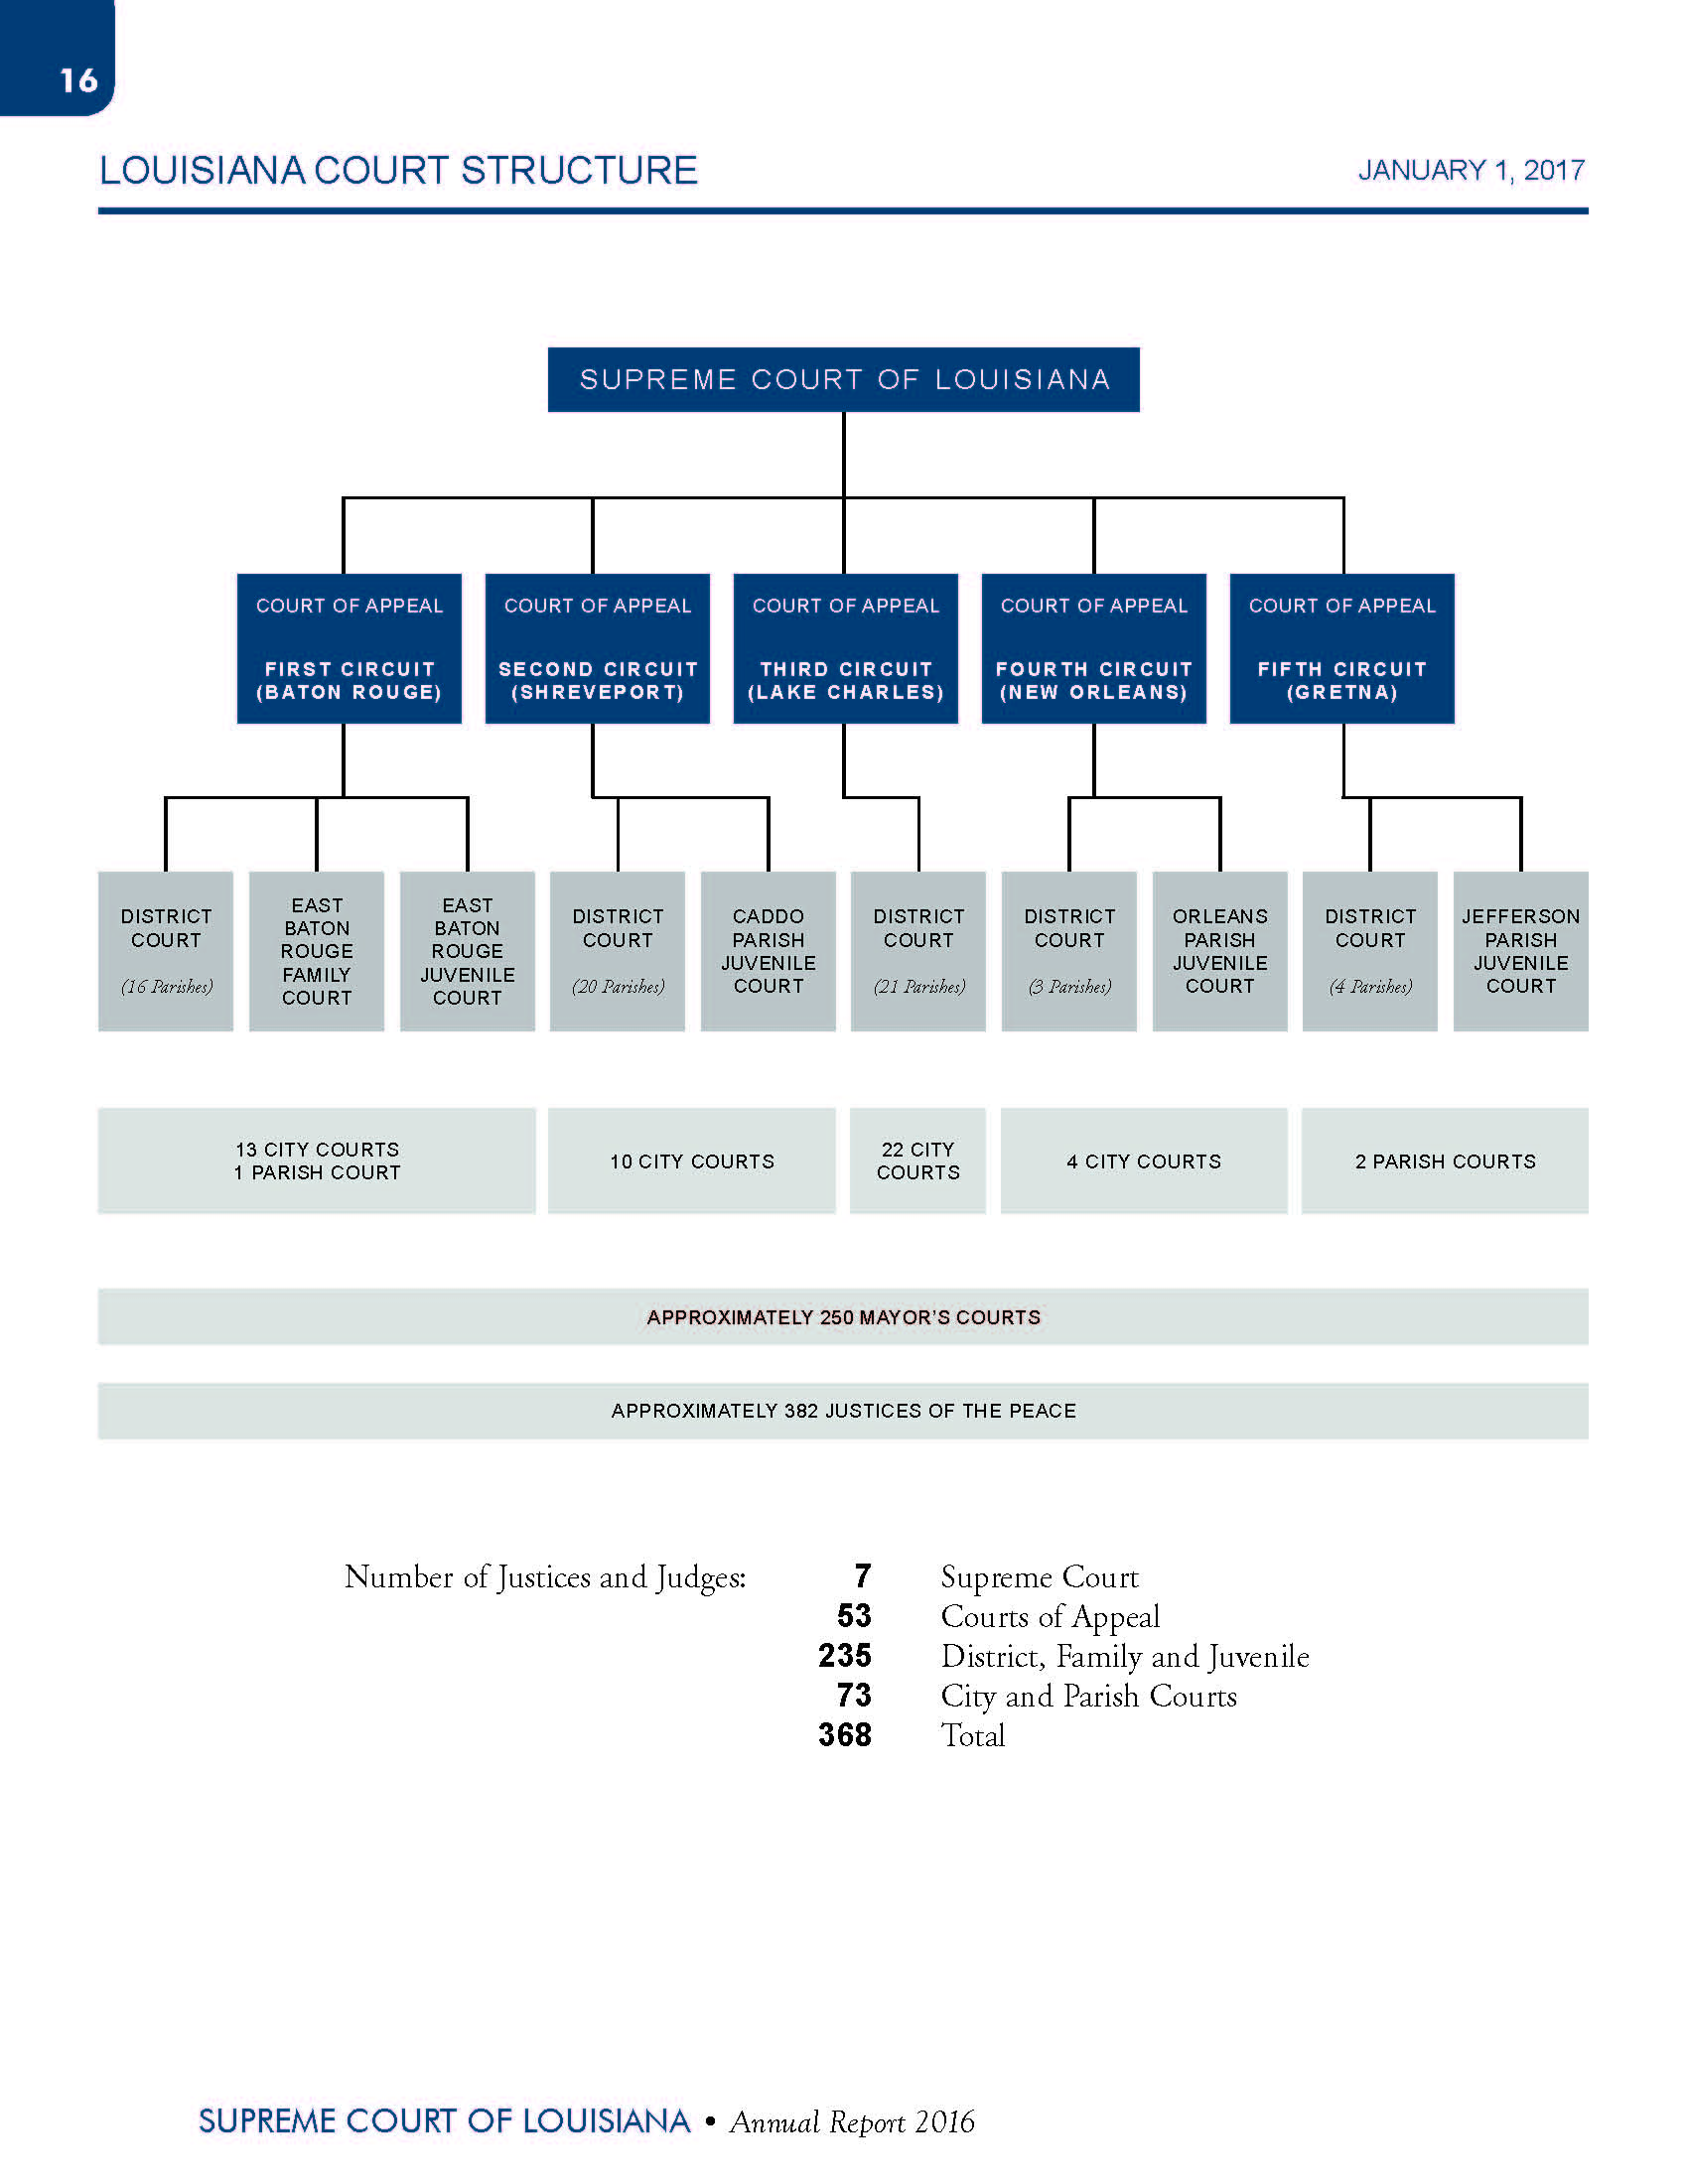 16
LOUISIANA COURT STRUCTURE
JANUARY 1, 2017
SUPREME COURT OF LOUISIANA
COURT OF APPEAL
FIRST CIRCUIT
(BATON ROUGE)
COURT OF APPEAL
SECOND CIRCUIT
(SHREVEPORT)
COURT OF APPEAL
THIRD CIRCUIT
(LAKE CHARLES)
COURT OF APPEAL
FOURTH CIRCUIT
(NEW ORLEANS)
COURT OF APPEAL
FIFTH CIRCUIT
(GRETNA)
DISTRICT
COURT
(16 Parishes)
EAST
BATON
ROUGE
FAMILY
COURT
EAST
BATON
ROUGE
JUVENILE
COURT
DISTRICT
COURT
(20 Parishes)
CADDO
PARISH
JUVENILE
COURT
DISTRICT
COURT
(21 Parishes)
DISTRICT
COURT
(3 Parishes)
ORLEANS
PARISH
JUVENILE
COURT
DISTRICT
COURT
(4 Parishes)
JEFFERSON
PARISH
JUVENILE
COURT
13 CITY COURTS
1 PARISH COURT
10 CITY COURTS
22 CITY
COURTS
4 CITY COURTS
2 PARISH COURTS
APPROXIMATELY 250 MAYOR’S COURTS
APPROXIMATELY 382 JUSTICES OF THE PEACE
Number of Justices and Judges: 7 Supreme Court
53 Courts of Appeal
235 District, Family and Juvenile
73 City and Parish Courts
368 Total
SUPREME COURT OF LOUISIANA • Annual Report 2016